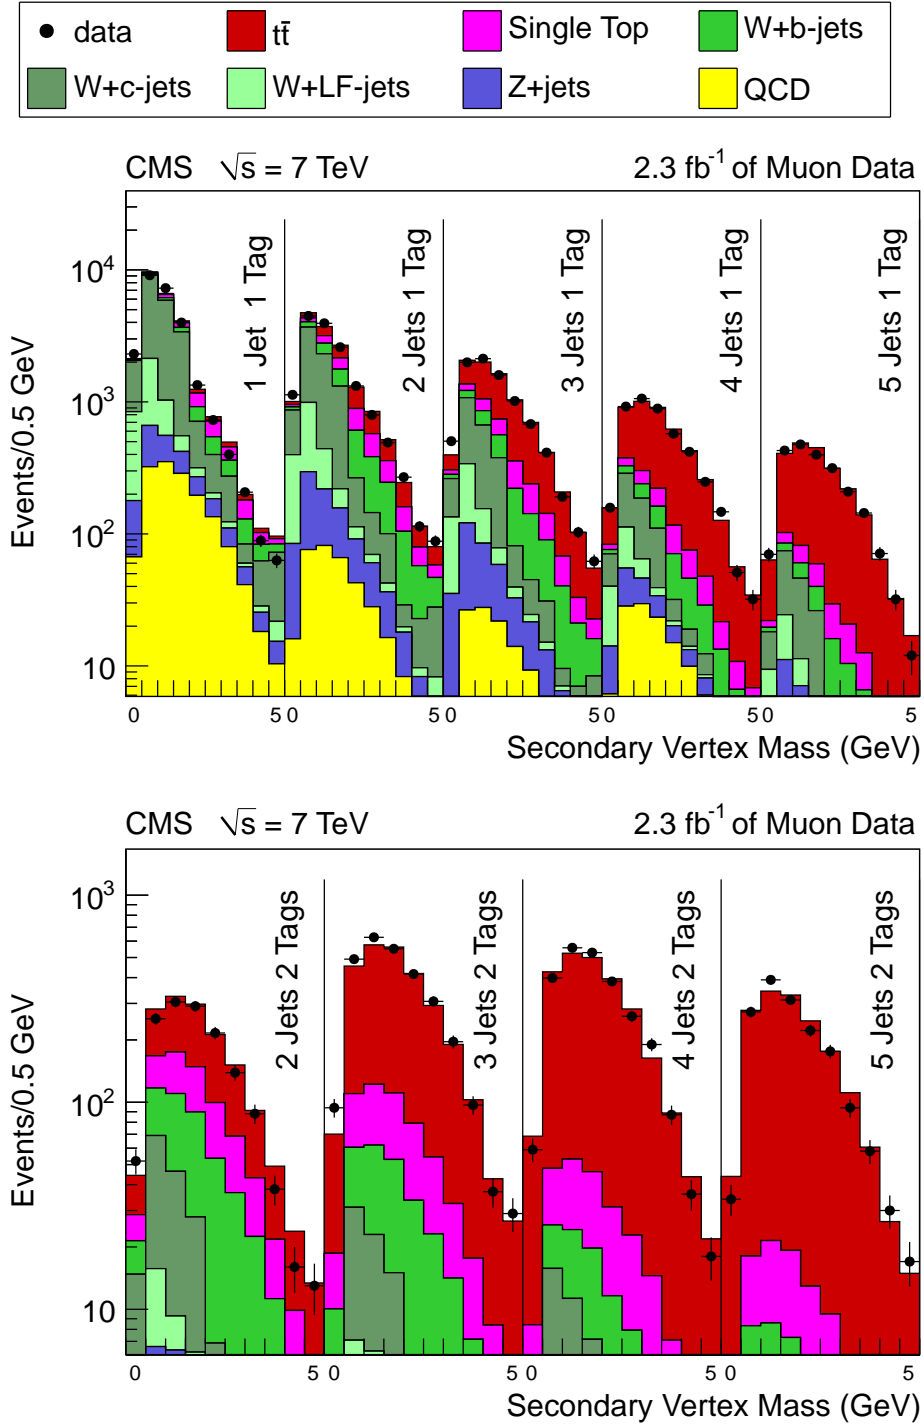 data tt̄ Single Top W+b-jets
W+c-jets W+LF-jets Z+jets QCD
CMS √s = 7 TeV 2.3 fb⁻¹ of Muon Data
Events/0.5 GeV
10⁴
10³
10²
10
1 Jet 1 Tag
2 Jets 1 Tag
3 Jets 1 Tag
4 Jets 1 Tag
5 Jets 1 Tag
0 5 0 5 0 5 0 5 0 5
Secondary Vertex Mass (GeV)
CMS √s = 7 TeV 2.3 fb⁻¹ of Muon Data
Events/0.5 GeV
10³
10²
10
2 Jets 2 Tags
3 Jets 2 Tags
4 Jets 2 Tags
5 Jets 2 Tags
0 5 0 5 0 5 0 5
Secondary Vertex Mass (GeV)